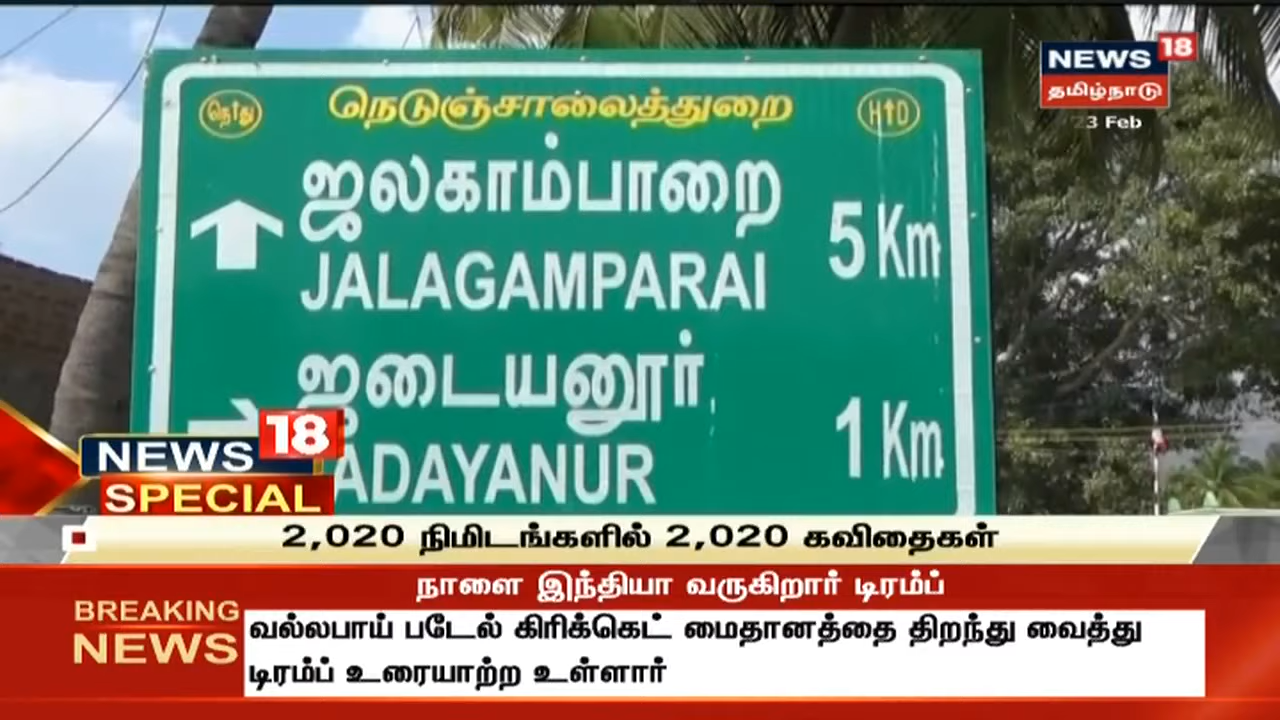 நெடுஞ்சாலைத்துறை
நெ↑து
H↑D
ஜலகாம்பாறை
JALAGAMPARAI
5 Km
ஜடையனூர்
ADAYANUR
1 Km
NEWS 18
தமிழ்நாடு
3 Feb
NEWS 18
SPECIAL
2,020 நிமிடங்களில் 2,020 கவிதைகள்
நாளை இந்தியா வருகிறார் டிரம்ப்
BREAKING
NEWS
வல்லபாய் படேல் கிரிக்கெட் மைதானத்தை திறந்து வைத்து
டிரம்ப் உரையாற்ற உள்ளார்